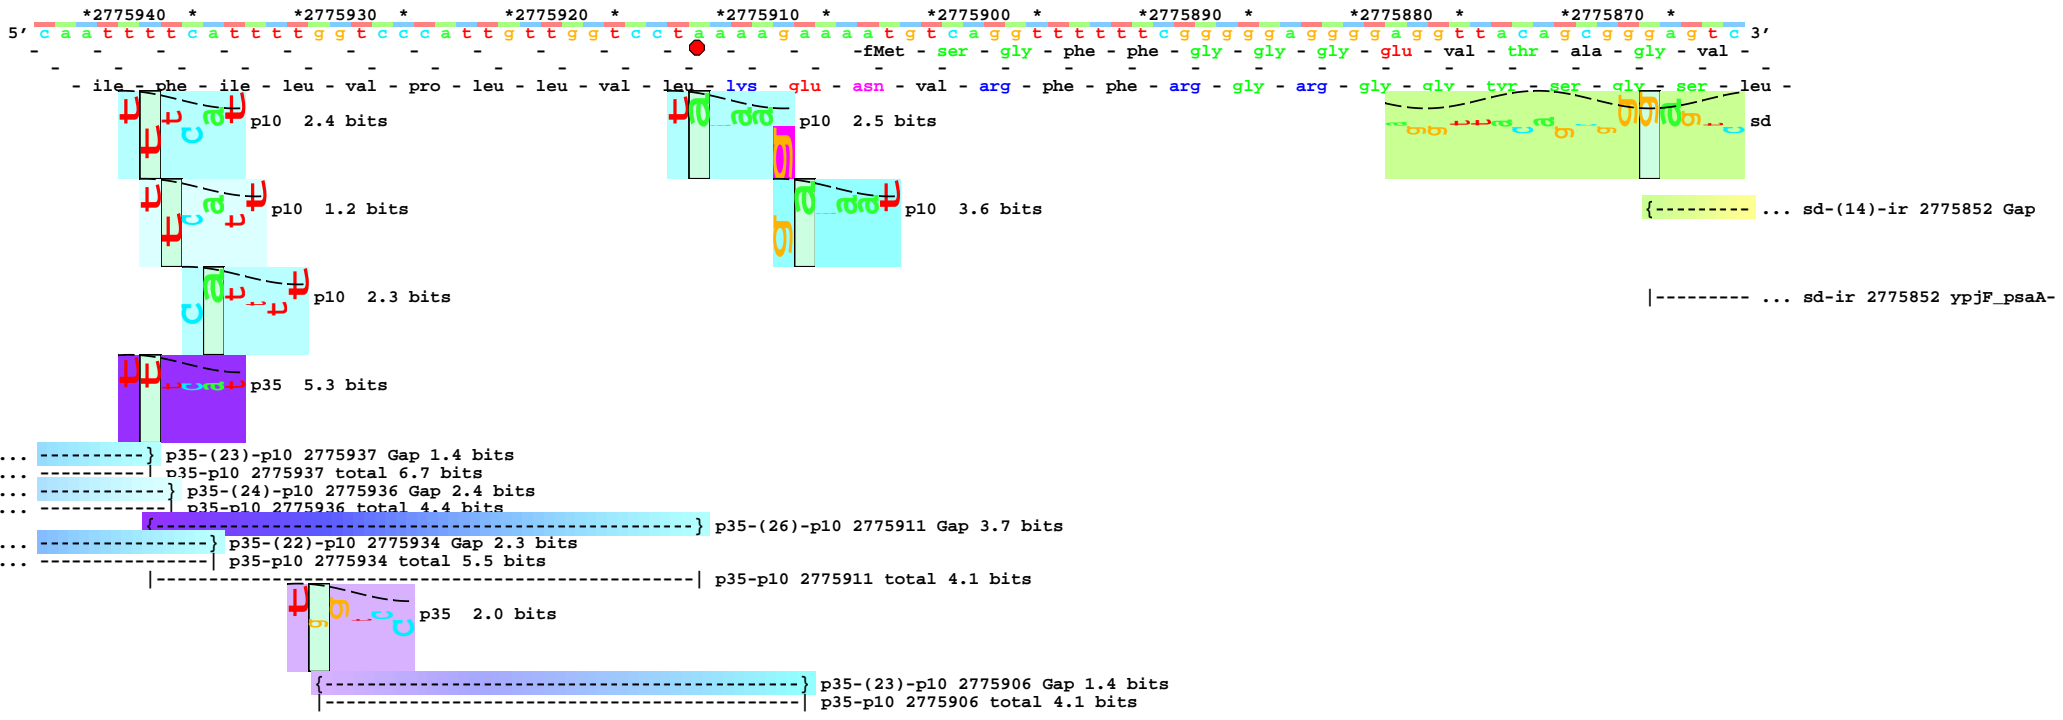 *2775940 * *2775930 * *2775920 * *2775910 * *2775900 * *2775890 * *2775880 * *2775870 *
5’ c a a t t t t c a t t t t g g t c c c a t t g t t g g t c c t a a a a g a a a a t g t c a g g t t t t t t c g g g g g a g g g g a g g t t a c a g c g g g a g t c 3’
- - - - - - - - - - - - -fMet - ser - gly - phe - phe - gly - gly - gly - glu - val - thr - ala - gly - val -
- - - - - - - - - - - - - - - - - - - - - - - - - - -
- ile - phe - ile - leu - val - pro - leu - leu - val - leu - lys - glu - asn - val - arg - phe - phe - arg - gly - arg - gly - gly - tyr - ser - gly - ser - leu -
t t t c a t p10 2.4 bits t a a a a g p10 2.5 bits a g g t t a c a g c g g g a g t c sd
t t c a t t p10 1.2 bits g a a a a t p10 3.6 bits {---------- ... sd-(14)-ir 2775852 Gap
c a t t t t p10 2.3 bits |--------- ... sd-ir 2775852 ypjF_psaA-
t t t c a t p35 5.3 bits
... ----------} p35-(23)-p10 2775937 Gap 1.4 bits
... ----------| p35-p10 2775937 total 6.7 bits
... ------------} p35-(24)-p10 2775936 Gap 2.4 bits
... ------------| p35-p10 2775936 total 4.4 bits
{---------------------------------------------------} p35-(26)-p10 2775911 Gap 3.7 bits
... ----------------} p35-(22)-p10 2775934 Gap 2.3 bits
... ----------------| p35-p10 2775934 total 5.5 bits
|---------------------------------------------------| p35-p10 2775911 total 4.1 bits
t g g t c c p35 2.0 bits
{---------------------------------------------} p35-(23)-p10 2775906 Gap 1.4 bits
|---------------------------------------------| p35-p10 2775906 total 4.1 bits